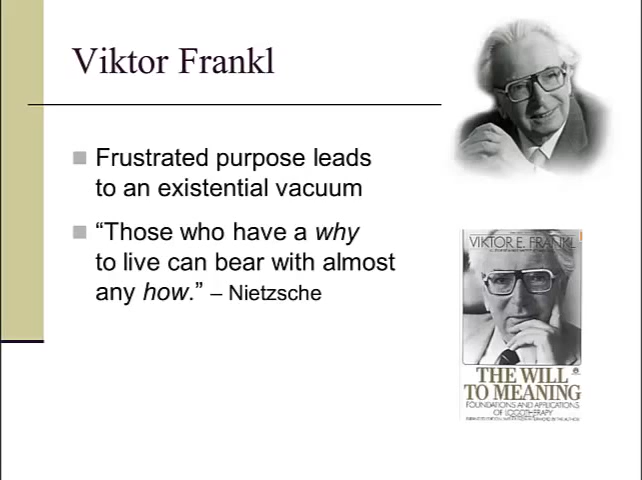 Viktor Frankl
Frustrated purpose leads
to an existential vacuum
“Those who have a why
to live can bear with almost
any how.” – Nietzsche
VIKTOR E. FRANKL
THE WILL
TO MEANING
FOUNDATIONS AND APPLICATIONS
OF LOGOTHERAPY